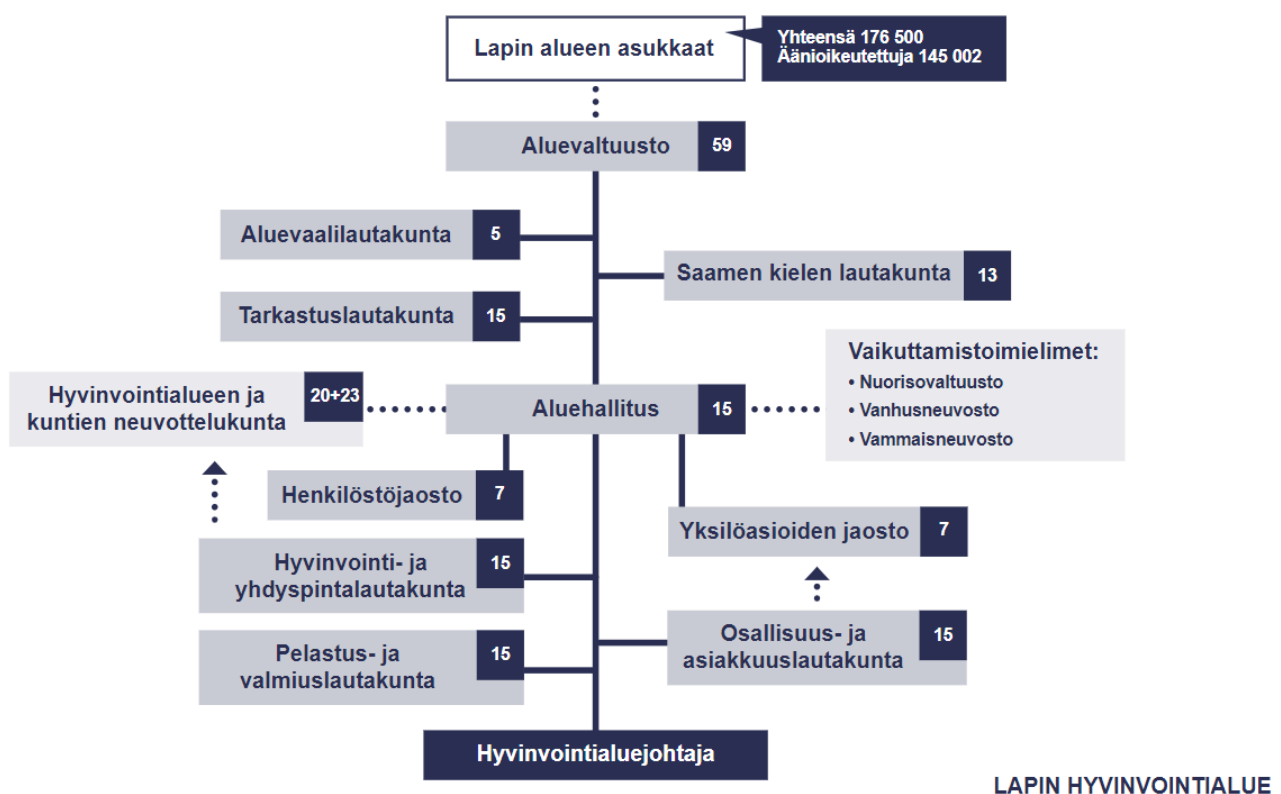 Lapin alueen asukkaat
Yhteensä 176 500
Äänioikeutettuja 145 002
Aluevaltuusto
59
Aluevaalilautakunta
5
Saamen kielen lautakunta
13
Tarkastuslautakunta
15
Vaikuttamistoimielimet:
• Nuorisovaltuusto
• Vanhusneuvosto
• Vammaisneuvosto
Hyvinvointialueen ja
kuntien neuvottelukunta
20+23
Aluehallitus
15
Henkilöstöjaosto
7
Yksilöasioiden jaosto
7
Hyvinvointi- ja
yhdyspintalautakunta
15
Osallisuus- ja
asiakkuuslautakunta
15
Pelastus- ja
valmiuslautakunta
15
Hyvinvointialuejohtaja
LAPIN HYVINVOINTIALUE